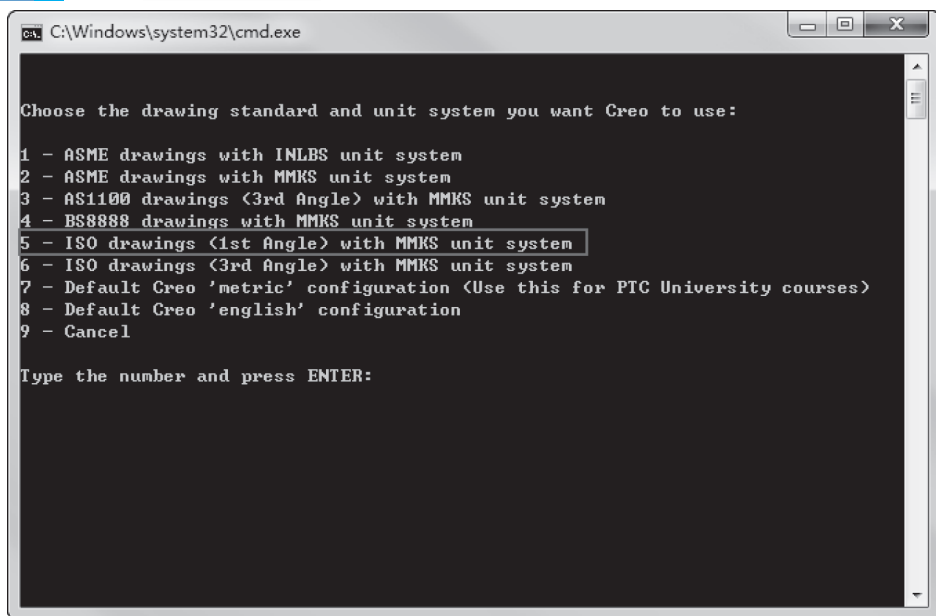 C:\Windows\system32\cmd.exe
Choose the drawing standard and unit system you want Creo to use:
1 - ASME drawings with INLBS unit system
2 - ASME drawings with MMKS unit system
3 - AS1100 drawings (3rd Angle) with MMKS unit system
4 - BS8888 drawings with MMKS unit system
5 - ISO drawings (1st Angle) with MMKS unit system
6 - ISO drawings (3rd Angle) with MMKS unit system
7 - Default Creo 'metric' configuration (Use this for PTC University courses)
8 - Default Creo 'english' configuration
9 - Cancel
Type the number and press ENTER: